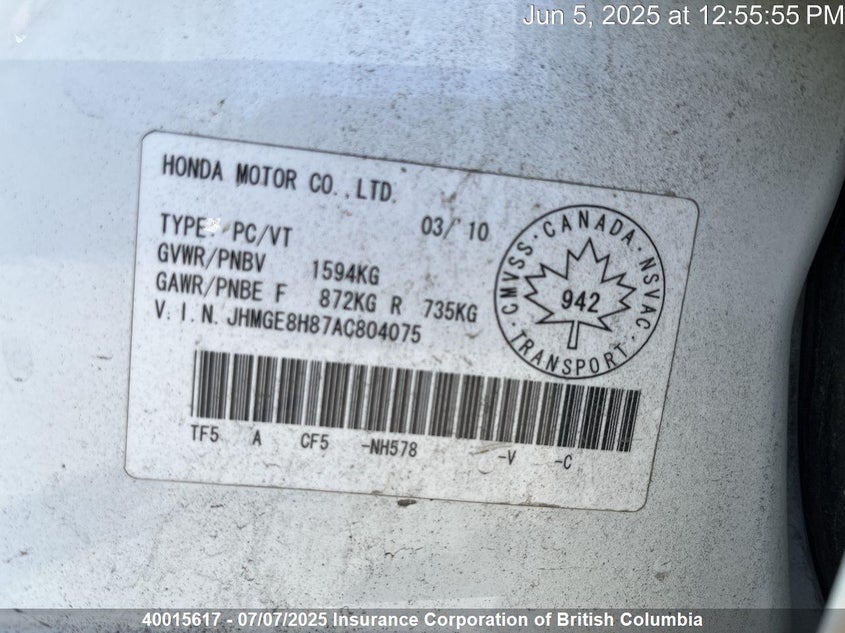 Jun 5, 2025 at 12:55:55 PM
HONDA MOTOR CO.,LTD.
03/'10
TYPE: PC/VT
GVWR/PNBV 1594KG
GAWR/PNBE F 872KG R 735KG
V.I.N. JHMGE8H87AC804075
CMVSS · CANADA · NSVAC · TRANSPORT ·
942
TF5 A CF5 -NH578 -V -C
40015617 - 07/07/2025 Insurance Corporation of British Columbia